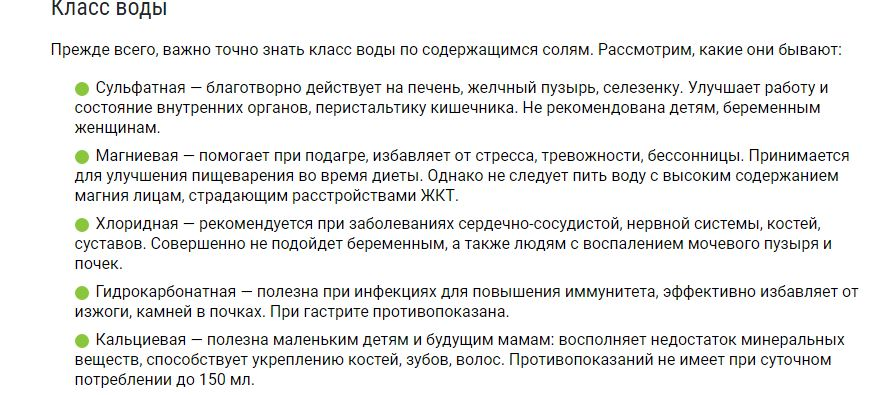 Класс воды
Прежде всего, важно точно знать класс воды по содержащимся солям. Рассмотрим, какие они бывают:
Сульфатная — благотворно действует на печень, желчный пузырь, селезенку. Улучшает работу и
состояние внутренних органов, перистальтику кишечника. Не рекомендована детям, беременным
женщинам.
Магниевая — помогает при подагре, избавляет от стресса, тревожности, бессонницы. Принимается
для улучшения пищеварения во время диеты. Однако не следует пить воду с высоким содержанием
магния лицам, страдающим расстройствами ЖКТ.
Хлоридная — рекомендуется при заболеваниях сердечно-сосудистой, нервной системы, костей,
суставов. Совершенно не подойдет беременным, а также людям с воспалением мочевого пузыря и
почек.
Гидрокарбонатная — полезна при инфекциях для повышения иммунитета, эффективно избавляет от
изжоги, камней в почках. При гастрите противопоказана.
Кальциевая — полезна маленьким детям и будущим мамам: восполняет недостаток минеральных
веществ, способствует укреплению костей, зубов, волос. Противопоказаний не имеет при суточном
потреблении до 150 мл.